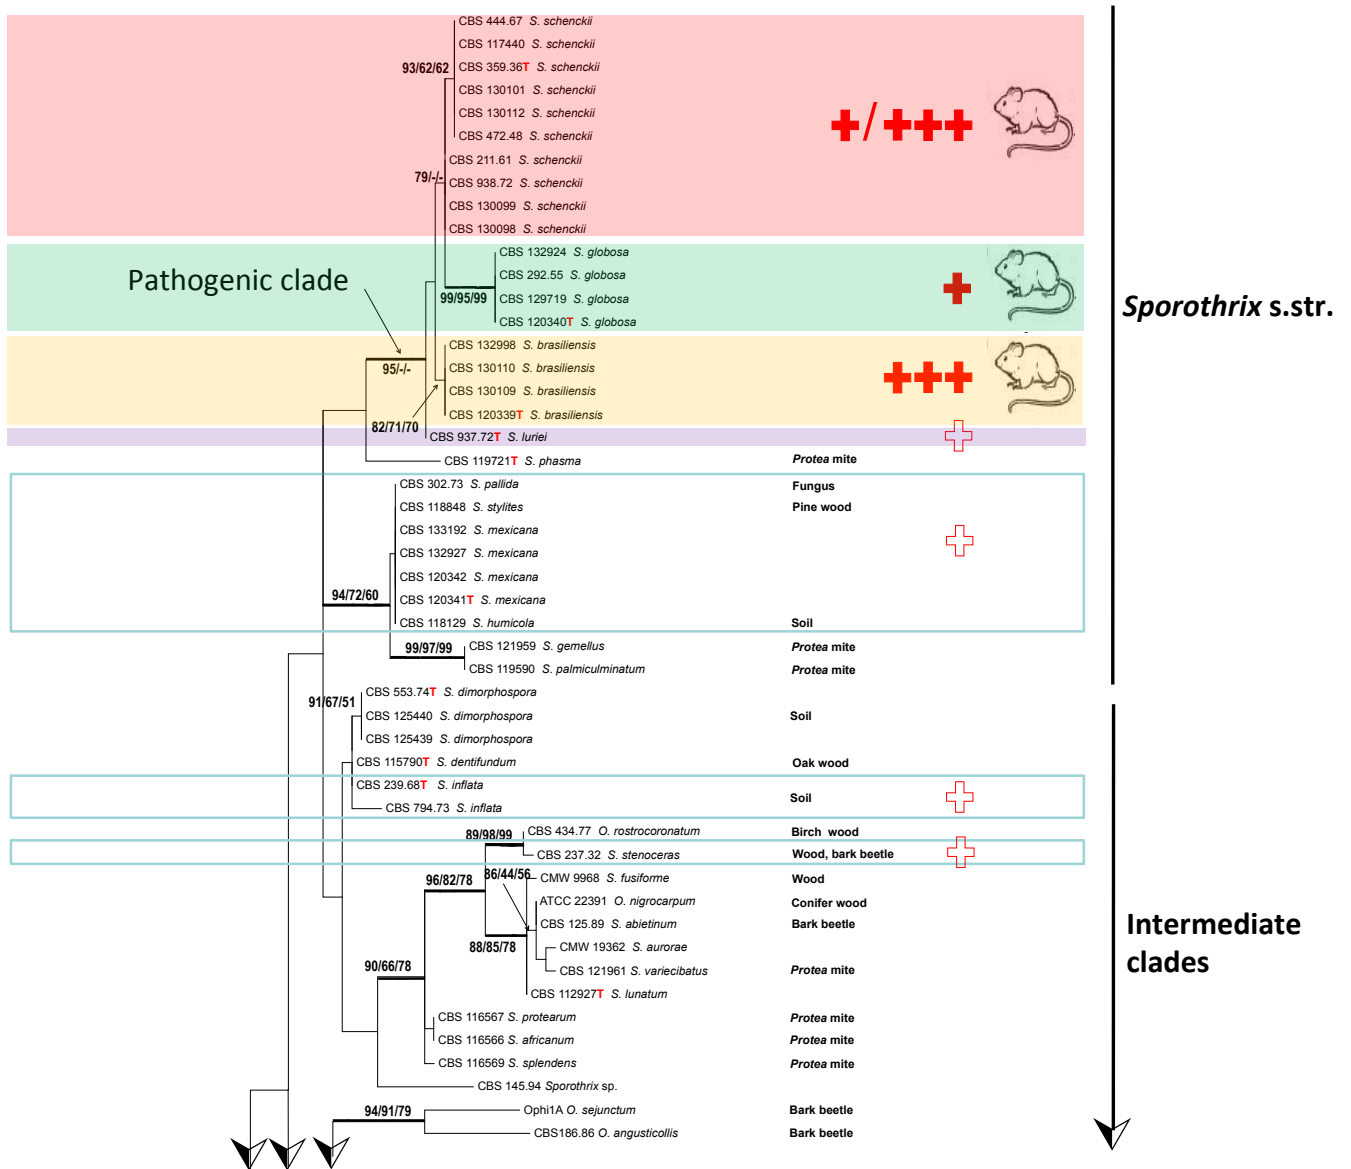 CBS 444.67 S. schenckii
CBS 117440 S. schenckii
93/62/62
CBS 359.36T S. schenckii
CBS 130101 S. schenckii
CBS 130112 S. schenckii
+/+++
CBS 472.48 S. schenckii
CBS 211.61 S. schenckii
79/-/-
CBS 938.72 S. schenckii
CBS 130099 S. schenckii
CBS 130098 S. schenckii
CBS 132924 S. globosa
Pathogenic clade
CBS 292.55 S. globosa
+
99/95/99
CBS 129719 S. globosa
Sporothrix s.str.
CBS 120340T S. globosa
CBS 132998 S. brasiliensis
95/-/-
CBS 130110 S. brasiliensis
+++
CBS 130109 S. brasiliensis
CBS 120339T S. brasiliensis
82/71/70
CBS 937.72T S. luriei
CBS 119721T S. phasma Protea mite
CBS 302.73 S. pallida Fungus
CBS 118848 S. stylites Pine wood
CBS 133192 S. mexicana
CBS 132927 S. mexicana
CBS 120342 S. mexicana
94/72/60
CBS 120341T S. mexicana
CBS 118129 S. humicola Soil
99/97/99
CBS 121959 S. gemellus Protea mite
CBS 119590 S. palmiculminatum Protea mite
CBS 553.74T S. dimorphospora
91/67/51
CBS 125440 S. dimorphospora Soil
CBS 125439 S. dimorphospora
CBS 115790T S. dentifundum Oak wood
CBS 239.68T S. inflata
Soil
CBS 794.73 S. inflata
89/98/99
CBS 434.77 O. rostrocoronatum Birch wood
CBS 237.32 S. stenoceras Wood, bark beetle
96/82/78
86/44/56
CMW 9968 S. fusiforme Wood
ATCC 22391 O. nigrocarpum Conifer wood
CBS 125.89 S. abietinum Bark beetle
Intermediate
clades
88/85/78
CMW 19362 S. aurorae
90/66/78
CBS 121961 S. variecibatus Protea mite
CBS 112927T S. lunatum
CBS 116567 S. protearum Protea mite
CBS 116566 S. africanum Protea mite
CBS 116569 S. splendens Protea mite
CBS 145.94 Sporothrix sp.
94/91/79
Ophi1A O. sejunctum Bark beetle
CBS186.86 O. angusticollis Bark beetle